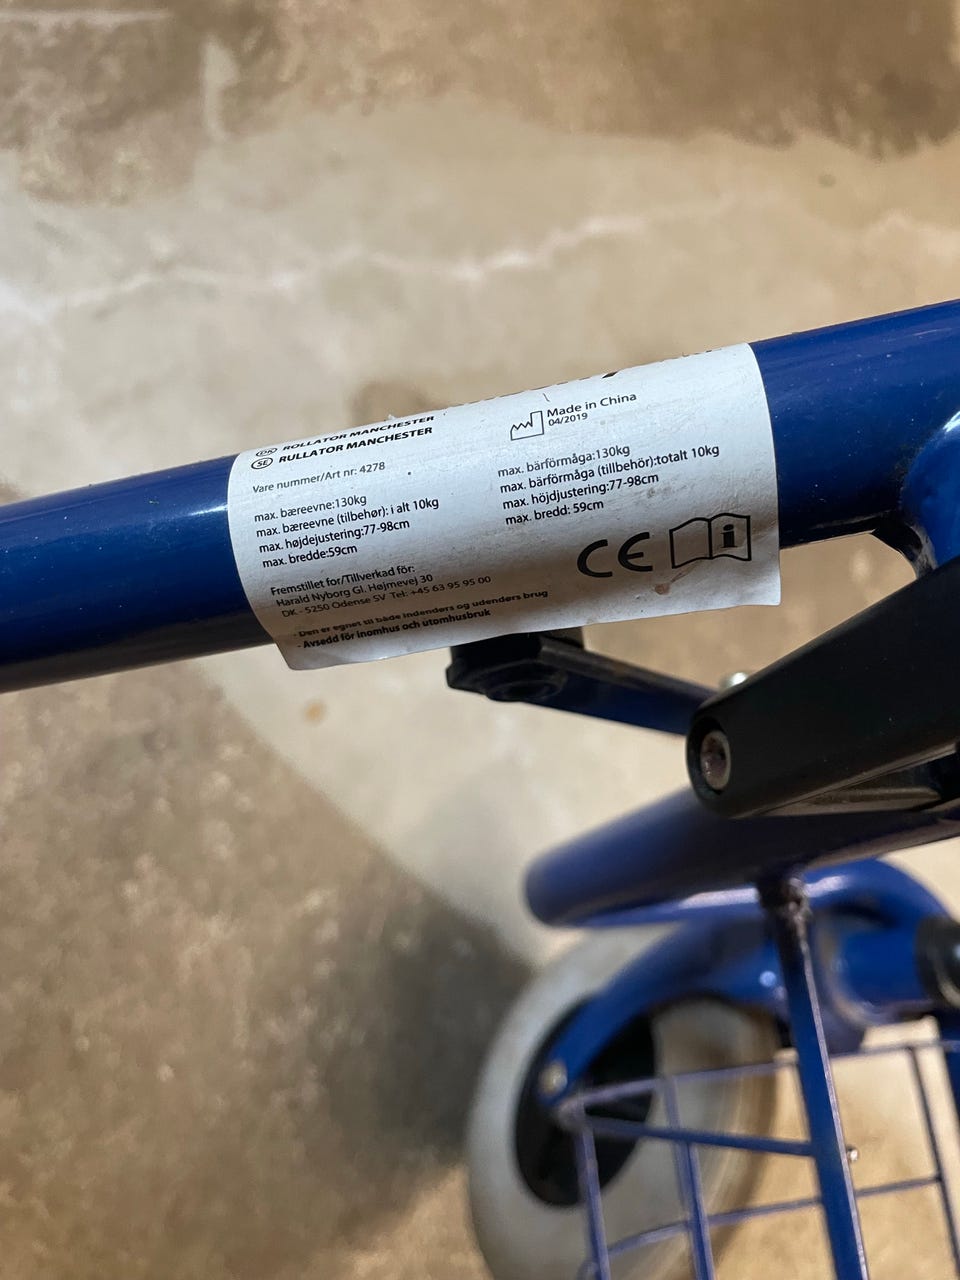 DK ROLLATOR MANCHESTER
SE RULLATOR MANCHESTER
Vare nummer/Art nr: 4278
max. bæreevne:130kg
max. bæreevne (tilbehør): i alt 10kg
max. højdejustering:77-98cm
max. bredde:59cm
Fremstillet for/Tillverkad för:
Harald Nyborg Gl. Højmevej 30
DK - 5250 Odense SV Tel: +45 63 95 95 00
- Den er egnet til både indendørs og udendørs brug
- Avsedd för inomhus och utomhusbruk
Made in China
04/2019
max. bärförmåga:130kg
max. bärförmåga (tillbehör):totalt 10kg
max. höjdjustering:77-98cm
max. bredd: 59cm
CE i